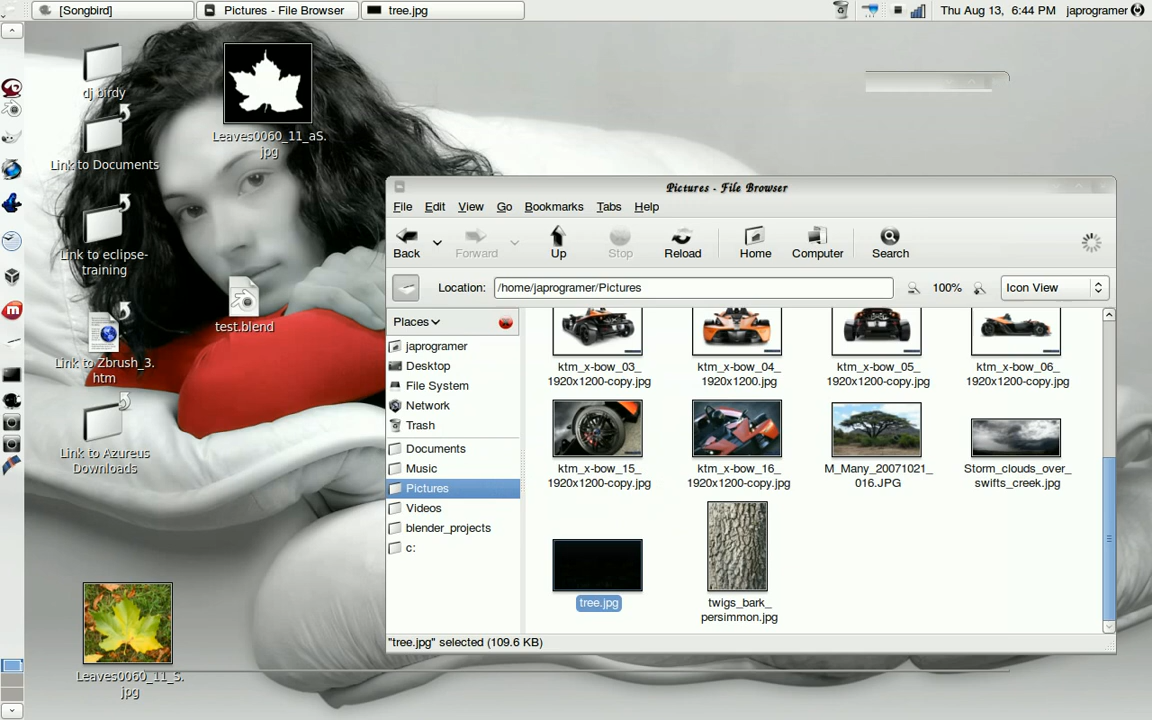 [Songbird]
Pictures - File Browser
tree.jpg
Thu Aug 13, 6:44 PM
japrogramer
dj birdy
Link to Documents
Link to eclipse-
training
Link to Zbrush_3.
htm
Link to Azureus
Downloads
Leaves0060_11_aS.
jpg
test.blend
Leaves0060_11_S.
jpg
Pictures - File Browser
File Edit View Go Bookmarks Tabs Help
Back Forward Up Stop Reload Home Computer Search
Location: /home/japrogramer/Pictures 100% Icon View
Places
japrogramer
Desktop
File System
Network
Trash
Documents
Music
Pictures
Videos
blender_projects
c:
ktm_x-bow_03_
1920x1200-copy.jpg
ktm_x-bow_04_
1920x1200.jpg
ktm_x-bow_05_
1920x1200-copy.jpg
ktm_x-bow_06_
1920x1200-copy.jpg
ktm_x-bow_15_
1920x1200-copy.jpg
ktm_x-bow_16_
1920x1200-copy.jpg
M_Many_20071021_
016.JPG
Storm_clouds_over_
swifts_creek.jpg
tree.jpg
twigs_bark_
persimmon.jpg
"tree.jpg" selected (109.6 KB)